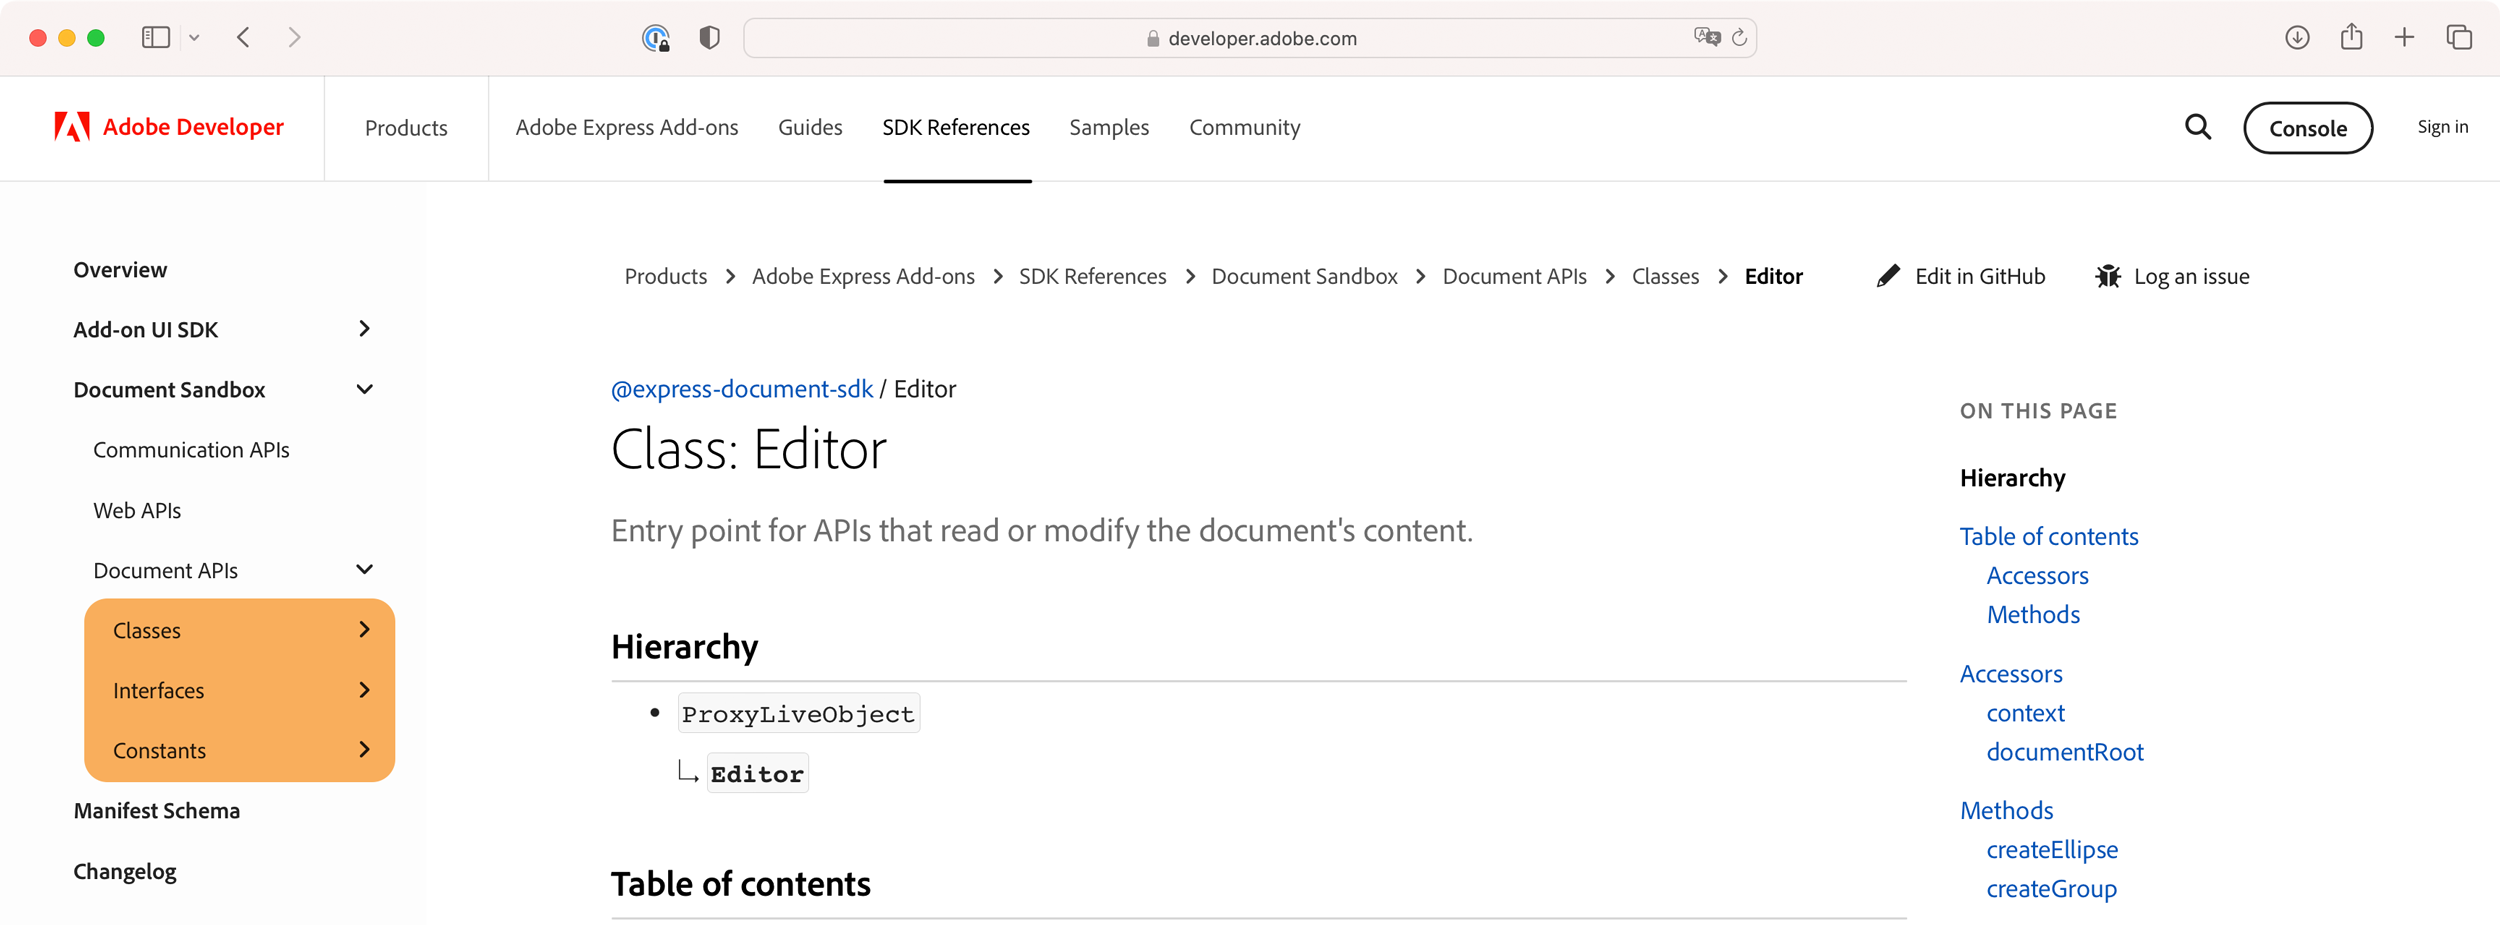 developer.adobe.com
Adobe Developer
Products
Adobe Express Add-ons
Guides
SDK References
Samples
Community
Console
Sign in
Overview
Add-on UI SDK
Document Sandbox
Communication APIs
Web APIs
Document APIs
Classes
Interfaces
Constants
Manifest Schema
Changelog
Products > Adobe Express Add-ons > SDK References > Document Sandbox > Document APIs > Classes > Editor
Edit in GitHub
Log an issue
@express-document-sdk / Editor
Class: Editor
Entry point for APIs that read or modify the document's content.
Hierarchy
• ProxyLiveObject
↳ Editor
Table of contents
ON THIS PAGE
Hierarchy
Table of contents
Accessors
Methods
Accessors
context
documentRoot
Methods
createEllipse
createGroup